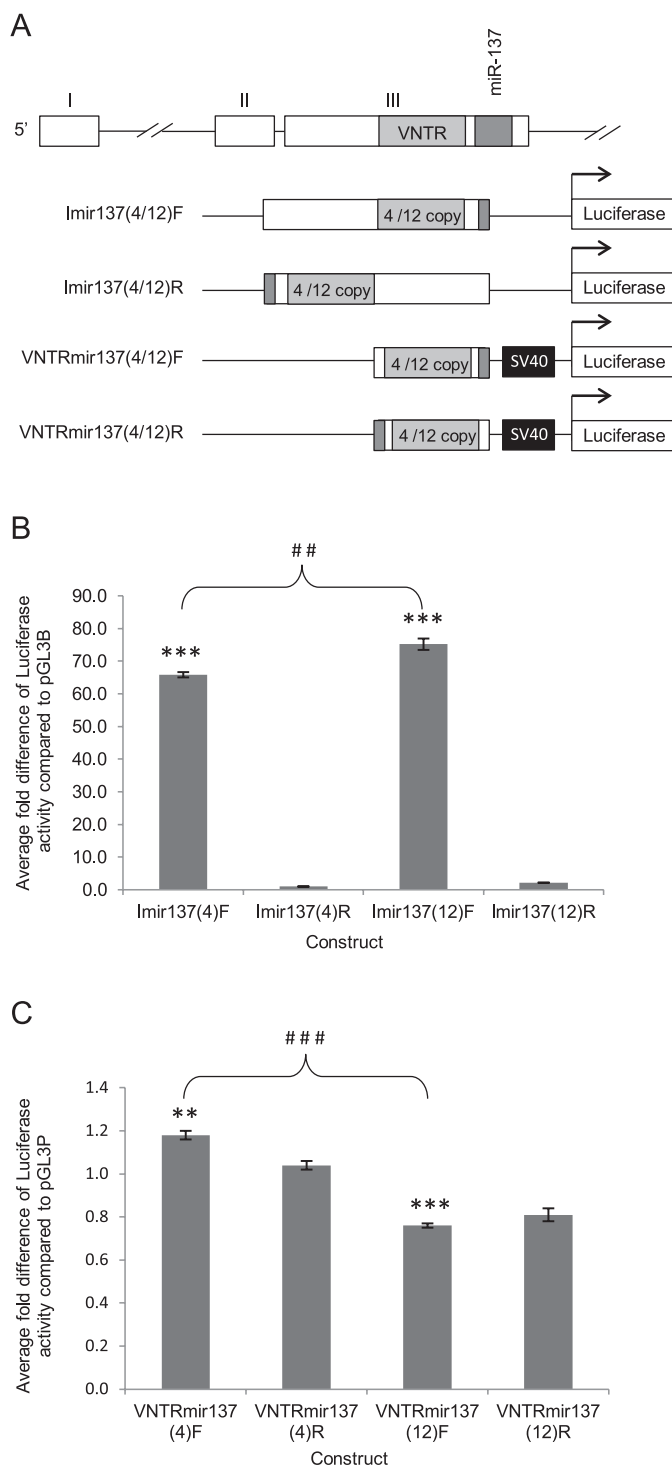 A
miR-137
I II III
5' VNTR
Imir137(4/12)F 4 /12 copy Luciferase
Imir137(4/12)R 4 /12 copy Luciferase
VNTRmir137(4/12)F 4 /12 copy SV40 Luciferase
VNTRmir137(4/12)R 4 /12 copy SV40 Luciferase
B
##
Average fold difference of Luciferase
activity compared to pGL3B
90.0
80.0
70.0
60.0
50.0
40.0
30.0
20.0
10.0
0.0
*** ***
Imir137(4)F Imir137(4)R Imir137(12)F Imir137(12)R
Construct
C
###
Average fold difference of Luciferase
activity compared to pGL3P
1.4
1.2
1.0
0.8
0.6
0.4
0.2
0.0
** ***
VNTRmir137 VNTRmir137 VNTRmir137 VNTRmir137
(4)F (4)R (12)F (12)R
Construct